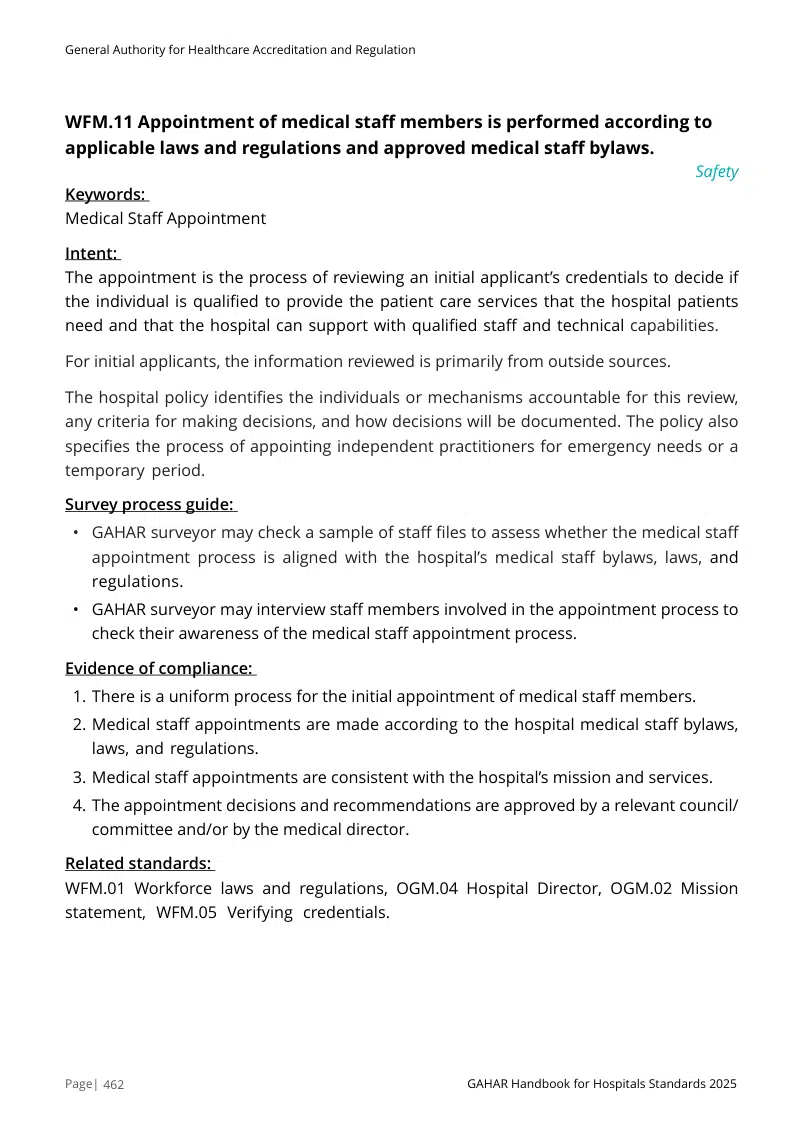 General Authority for Healthcare Accreditation and Regulation
WFM.11 Appointment of medical staff members is performed according to
applicable laws and regulations and approved medical staff bylaws.
Safety
Keywords:
Medical Staff Appointment
Intent:
The appointment is the process of reviewing an initial applicant’s credentials to decide if
the individual is qualified to provide the patient care services that the hospital patients
need and that the hospital can support with qualified staff and technical capabilities.
For initial applicants, the information reviewed is primarily from outside sources.
The hospital policy identifies the individuals or mechanisms accountable for this review,
any criteria for making decisions, and how decisions will be documented. The policy also
specifies the process of appointing independent practitioners for emergency needs or a
temporary period.
Survey process guide:
• GAHAR surveyor may check a sample of staff files to assess whether the medical staff
appointment process is aligned with the hospital’s medical staff bylaws, laws, and
regulations.
• GAHAR surveyor may interview staff members involved in the appointment process to
check their awareness of the medical staff appointment process.
Evidence of compliance:
1. There is a uniform process for the initial appointment of medical staff members.
2. Medical staff appointments are made according to the hospital medical staff bylaws,
laws, and regulations.
3. Medical staff appointments are consistent with the hospital’s mission and services.
4. The appointment decisions and recommendations are approved by a relevant council/
committee and/or by the medical director.
Related standards:
WFM.01 Workforce laws and regulations, OGM.04 Hospital Director, OGM.02 Mission
statement, WFM.05 Verifying credentials.
Page| 462
GAHAR Handbook for Hospitals Standards 2025